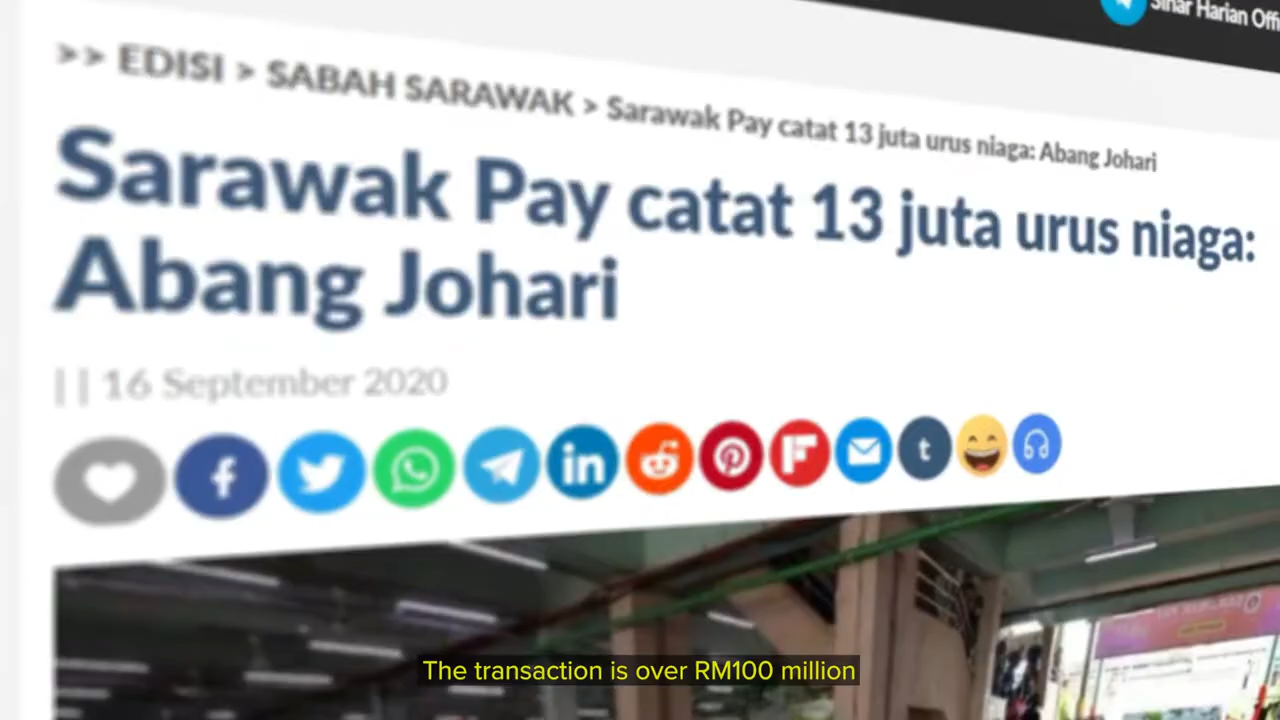 Sinar Harian Offi
>> EDISI > SABAH SARAWAK > Sarawak Pay catat 13 juta urus niaga: Abang Johari
Sarawak Pay catat 13 juta urus niaga:
Abang Johari
|| 16 September 2020
The transaction is over RM100 million